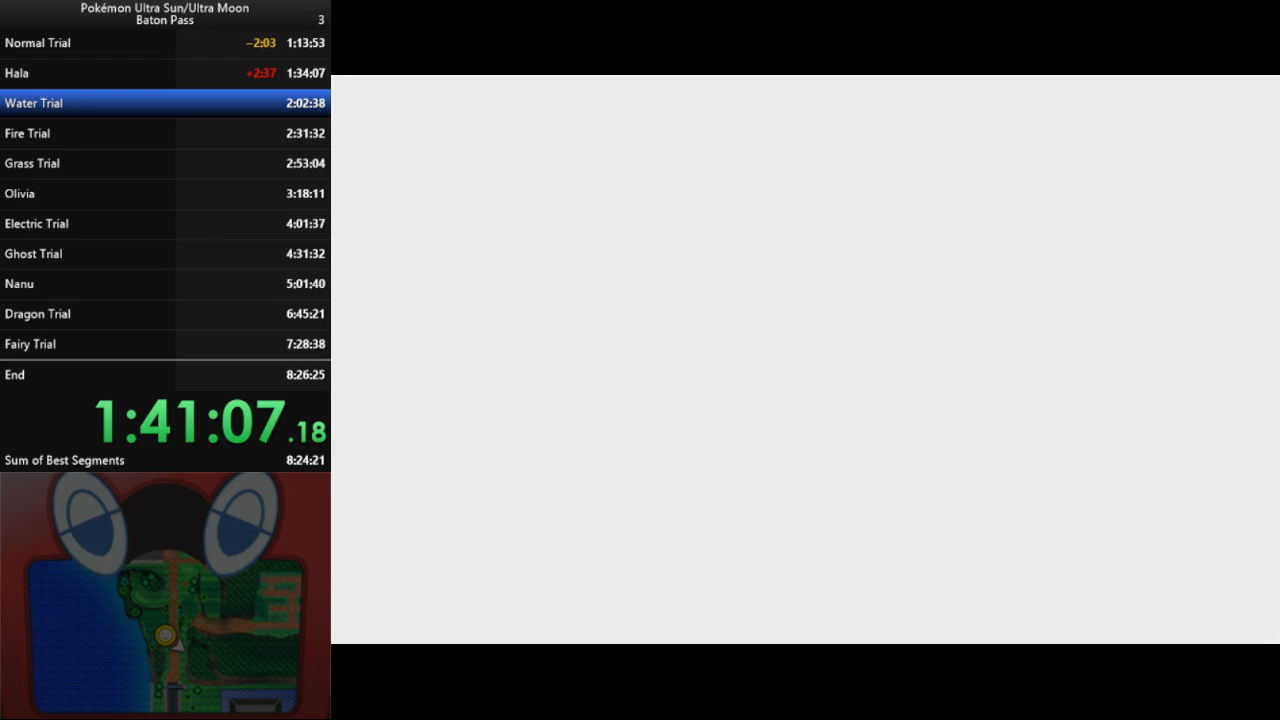 Pokémon Ultra Sun/Ultra Moon
Baton Pass 3
Normal Trial −2:03 1:13:53
Hala +2:37 1:34:07
Water Trial 2:02:38
Fire Trial 2:31:32
Grass Trial 2:53:04
Olivia 3:18:11
Electric Trial 4:01:37
Ghost Trial 4:31:32
Nanu 5:01:40
Dragon Trial 6:45:21
Fairy Trial 7:28:38
End 8:26:25
1:41:07.18
Sum of Best Segments 8:24:21